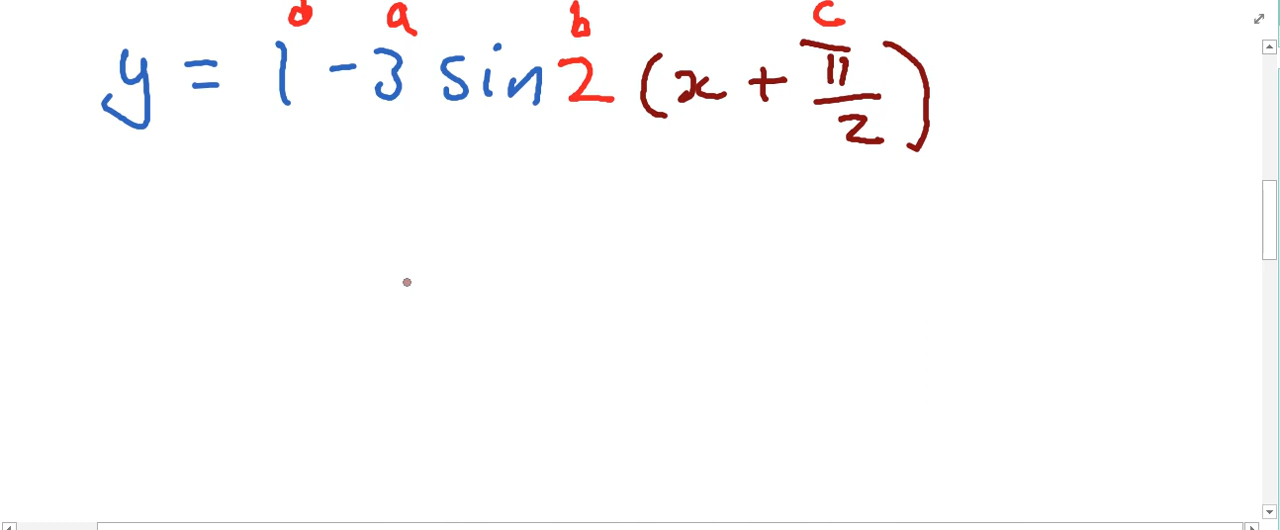 d a b c
y = 1 - 3 sin 2 (x + π/2)